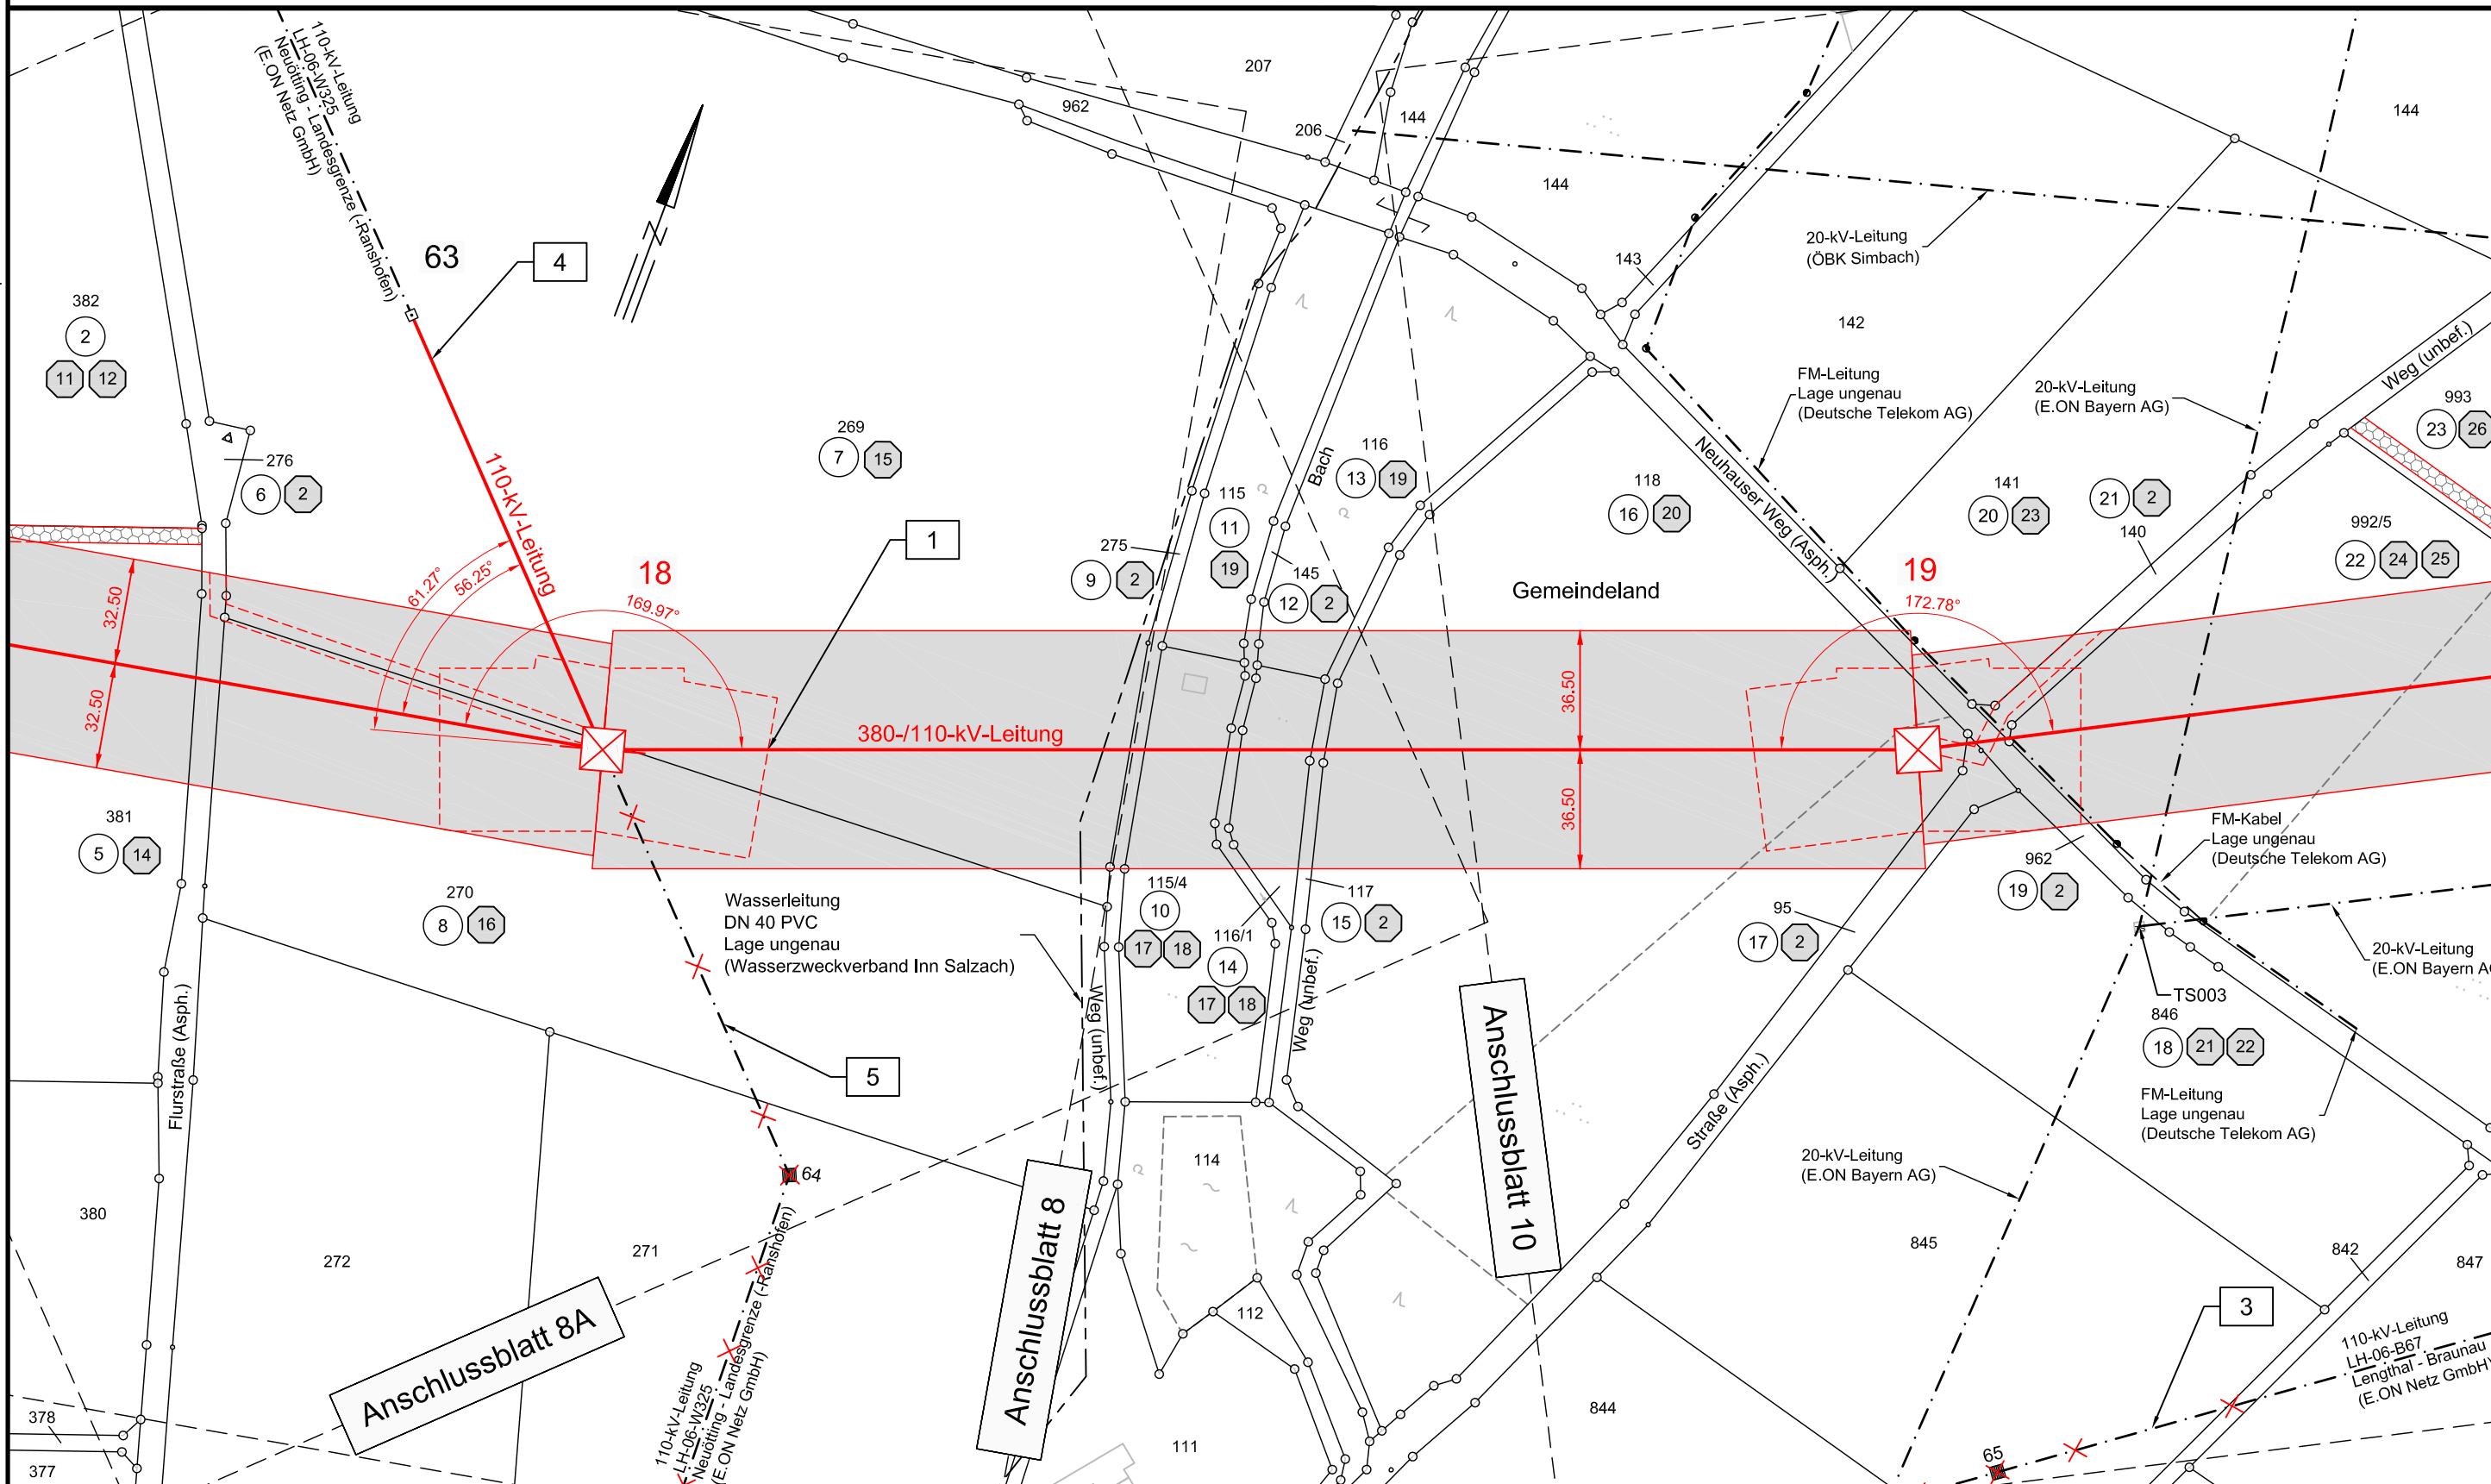 110-kV-Leitung
LH-06-W325
Neuötting - Landesgrenze (-Ranshofen)
(E.ON Netz GmbH)
63
4
382
2
11
12
276
6
2
110-kV-Leitung
61.27°
56.25°
18
169.97°
32.50
32.50
269
7
15
1
207
962
206
144
144
143
144
20-kV-Leitung
(ÖBK Simbach)
142
FM-Leitung
Lage ungenau
(Deutsche Telekom AG)
20-kV-Leitung
(E.ON Bayern AG)
Weg (unbef.)
993
23
26
Neuhauser Weg (Asph.)
Bach
116
13
19
115
11
19
275
9
2
145
12
2
118
16
20
Gemeindeland
141
20
23
21
2
140
992/5
22
24
25
19
172.78°
36.50
36.50
380-/110-kV-Leitung
381
5
14
270
8
16
Wasserleitung
DN 40 PVC
Lage ungenau
(Wasserzweckverband Inn Salzach)
5
Flurstraße (Asph.)
Weg (unbef.)
115/4
10
17
18
116/1
14
17
18
117
15
2
Weg (unbef.)
95
17
2
962
19
2
FM-Kabel
Lage ungenau
(Deutsche Telekom AG)
20-kV-Leitung
(E.ON Bayern A
TS003
846
18
21
22
FM-Leitung
Lage ungenau
(Deutsche Telekom AG)
20-kV-Leitung
(E.ON Bayern AG)
Straße (Asph.)
Anschlussblatt 10
Anschlussblatt 8
Anschlussblatt 8A
64
380
272
271
378
377
114
112
111
844
845
842
847
3
65
110-kV-Leitung
LH-06-B67
Lengthal - Braunau
(E.ON Netz GmbH)
110-kV-Leitung
LH-06-W325
Neuötting - Landesgrenze (-Ranshofen)
(E.ON Netz GmbH)